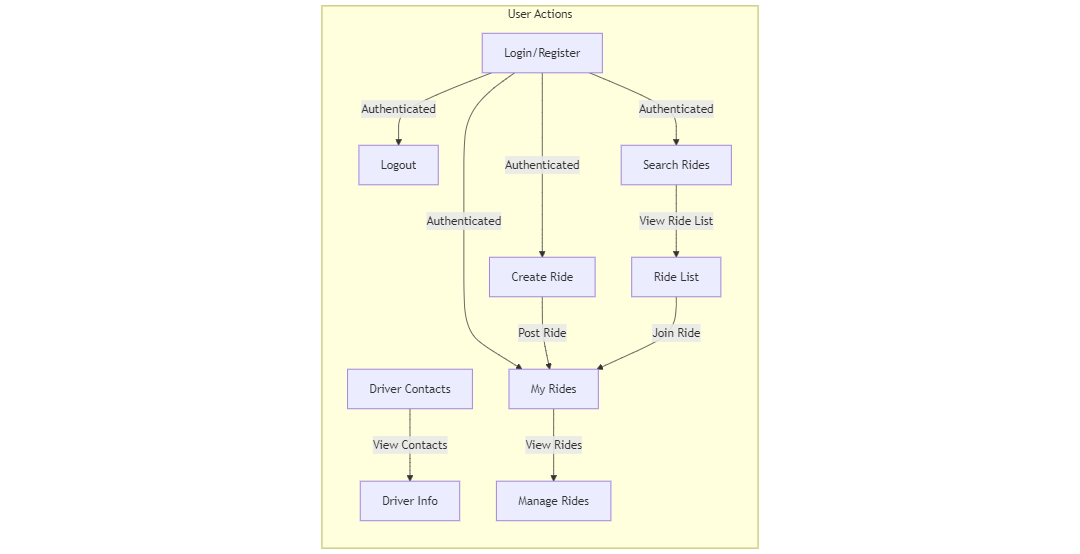 User Actions
Login/Register
Authenticated
Authenticated
Logout
Authenticated
Search Rides
Authenticated
View Ride List
Create Ride
Ride List
Post Ride
Join Ride
Driver Contacts
My Rides
View Contacts
View Rides
Driver Info
Manage Rides